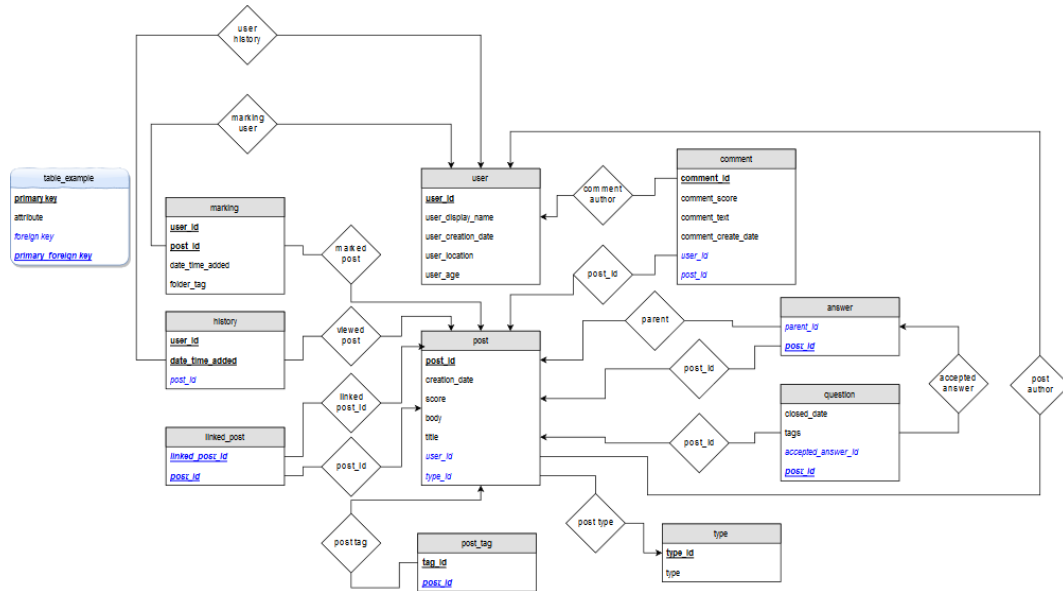 user
history
marking
user
table_example
primary key
attribute
foreign key
primary_foreign key
marking
user_id
post_id
date_time_added
folder_tag
user
user_id
user_display_name
user_creation_date
user_location
user_age
comment
author
comment
comment_id
comment_score
comment_text
comment_create_date
user_id
post_id
marked
post
post_id
history
user_id
date_time_added
post_id
viewed
post
post
post_id
creation_date
score
body
title
user_id
type_id
parent
answer
parent_id
post_id
post_id
accepted
answer
post
author
question
closed_date
tags
accepted_answer_id
post_id
post_id
linked
post_id
linked_post
linked_post_id
post_id
post_id
post tag
post_tag
tag_id
post_id
post type
type
type_id
type